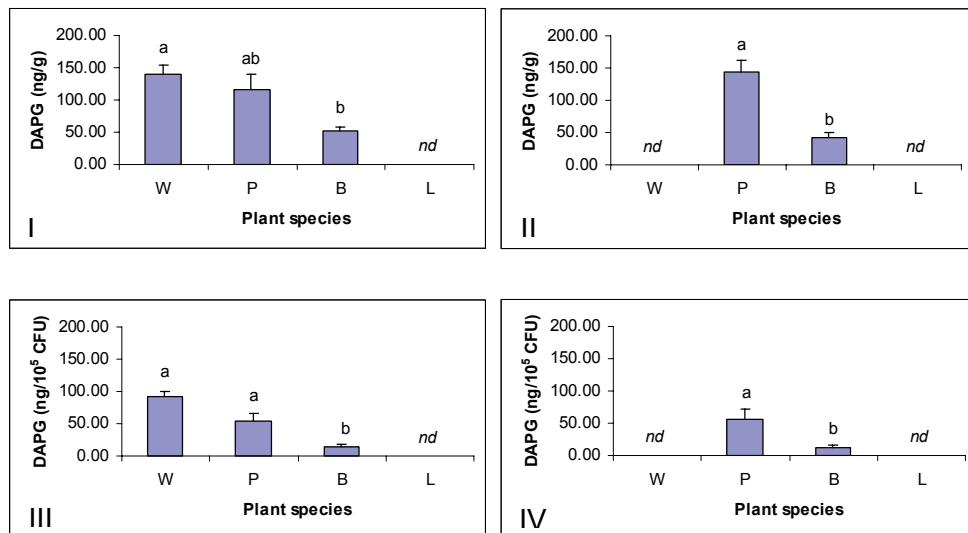 200.00
150.00
100.00
50.00
0.00
DAPG (ng/g)
a
ab
b
nd
W P B L
Plant species
I
200.00
150.00
100.00
50.00
0.00
DAPG (ng/g)
nd
a
b
nd
W P B L
Plant species
II
200.00
150.00
100.00
50.00
0.00
DAPG (ng/10⁵ CFU)
a
a
b
nd
W P B L
Plant species
III
200.00
150.00
100.00
50.00
0.00
DAPG (ng/10⁵ CFU)
nd
a
b
nd
W P B L
Plant species
IV